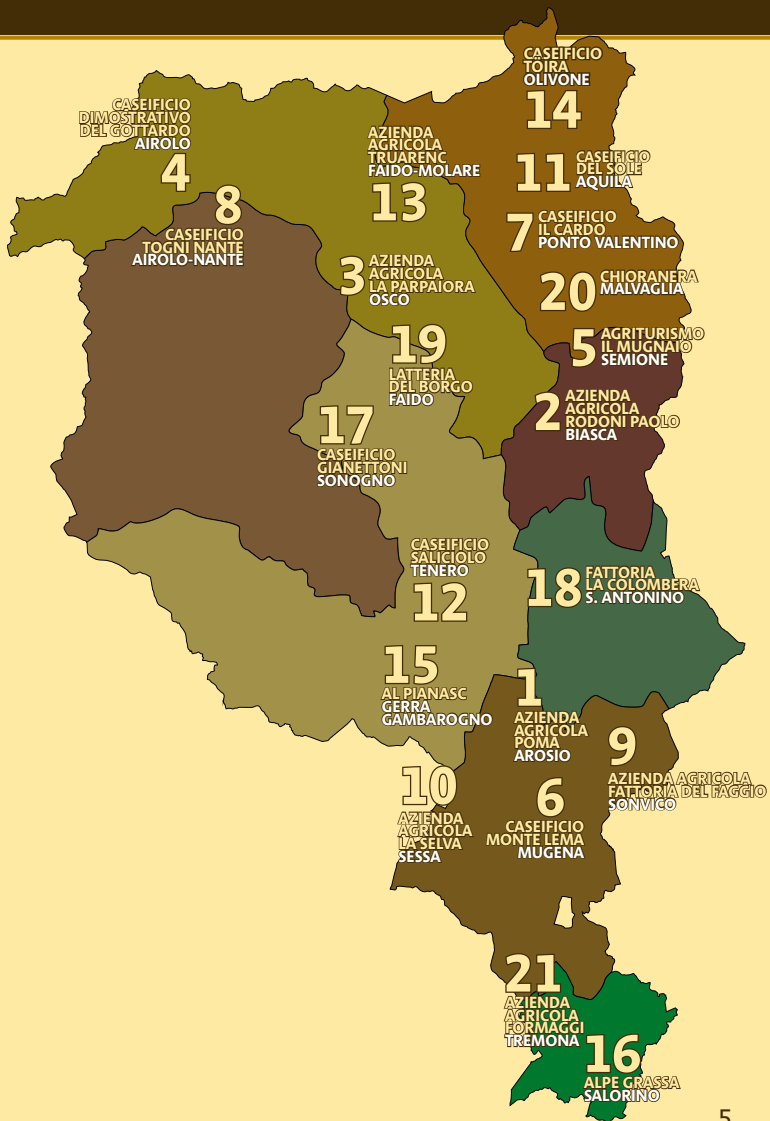 CASEIFICIO
TÖIRA
OLIVONE
14
CASEIFICIO
DIMOSTRATIVO
DEL GOTTARDO
AIROLO
4
AZIENDA
AGRICOLA
TRUARENC
FAIDO-MOLARE
13
11
CASEIFICIO
DEL SOLE
AQUILA
8
CASEIFICIO
TOGNI NANTE
AIROLO-NANTE
7
CASEIFICIO
IL CARDO
PONTO VALENTINO
3
AZIENDA
AGRICOLA
LA PARPAIORA
OSCO
20
CHIORANERA
MALVAGLIA
19
LATTERIA
DEL BORGO
FAIDO
5
AGRITURISMO
IL MUGNAIO
SEMIONE
2
AZIENDA
AGRICOLA
RODONI PAOLO
BIASCA
17
CASEIFICIO
GIANETTONI
SONOGNO
CASEIFICIO
SALICIOLO
TENERO
12
18
FATTORIA
LA COLOMBERA
S. ANTONINO
15
AL PIANASC
GERRA
GAMBAROGNO
1
AZIENDA
AGRICOLA
POMA
AROSIO
9
AZIENDA AGRICOLA
FATTORIA DEL FAGGIO
SONVICO
10
AZIENDA
AGRICOLA
LA SELVA
SESSA
6
CASEIFICIO
MONTE LEMA
MUGENA
21
AZIENDA
AGRICOLA
FORMAGGI
TREMONA
16
ALPE GRASSA
SALORINO
5